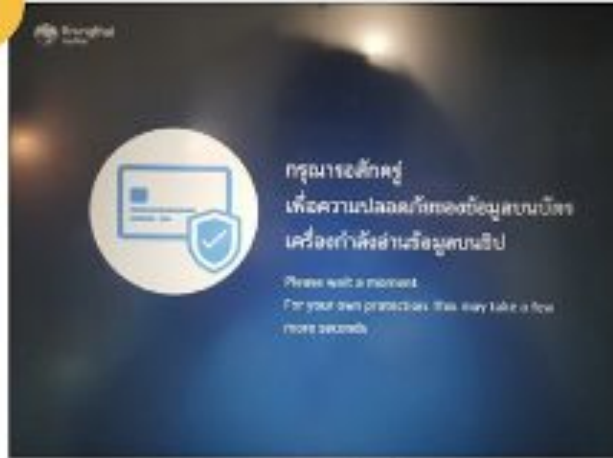 Krungthai
กรุณารอสักครู่
เพื่อความปลอดภัยของข้อมูลบนบัตร
เครื่องกำลังอ่านข้อมูลบนชิป
Please wait a moment
For your own protection, this may take a few
more seconds